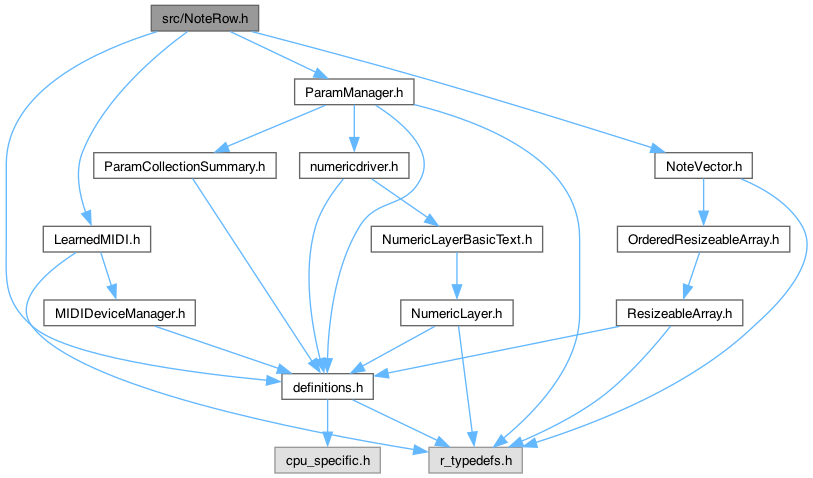 src/NoteRow.h
ParamManager.h
ParamCollectionSummary.h
numericdriver.h
NoteVector.h
LearnedMIDI.h
NumericLayerBasicText.h
OrderedResizeableArray.h
MIDIDeviceManager.h
NumericLayer.h
ResizeableArray.h
definitions.h
cpu_specific.h
r_typedefs.h